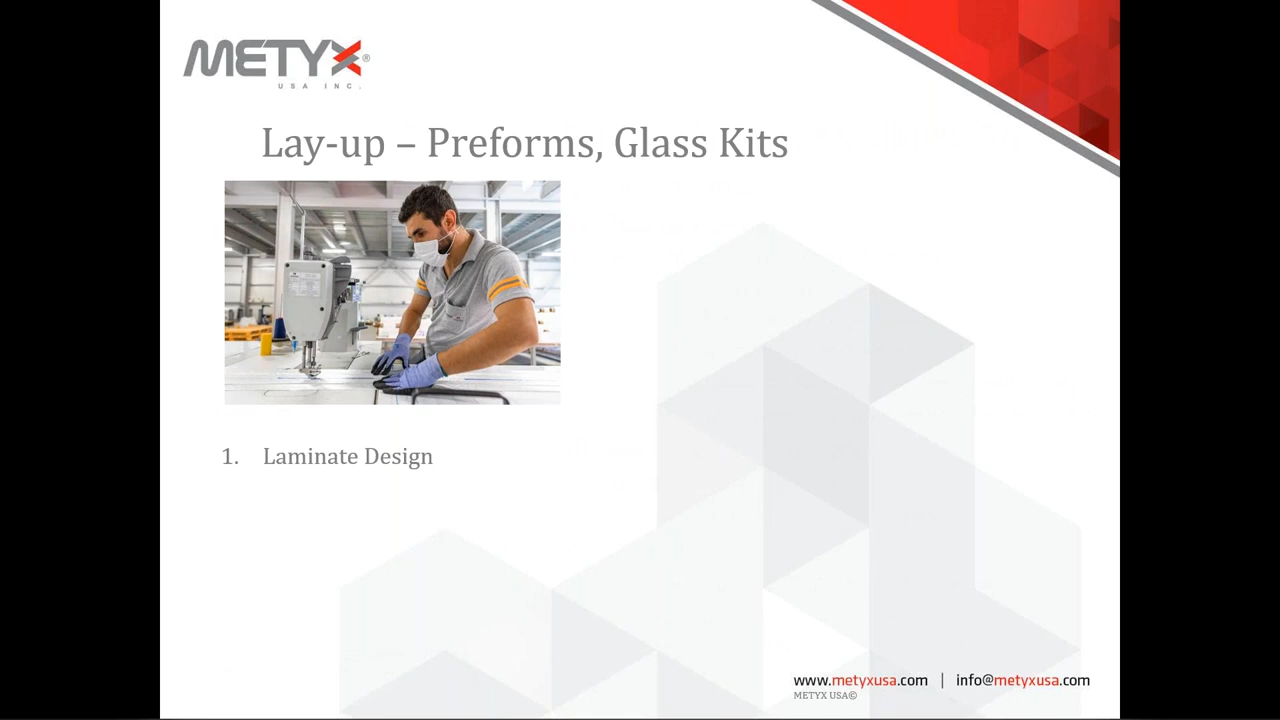 METYX®
USA INC.
Lay-up – Preforms, Glass Kits
1. Laminate Design
www.metyxusa.com | info@metyxusa.com
METYX USA©